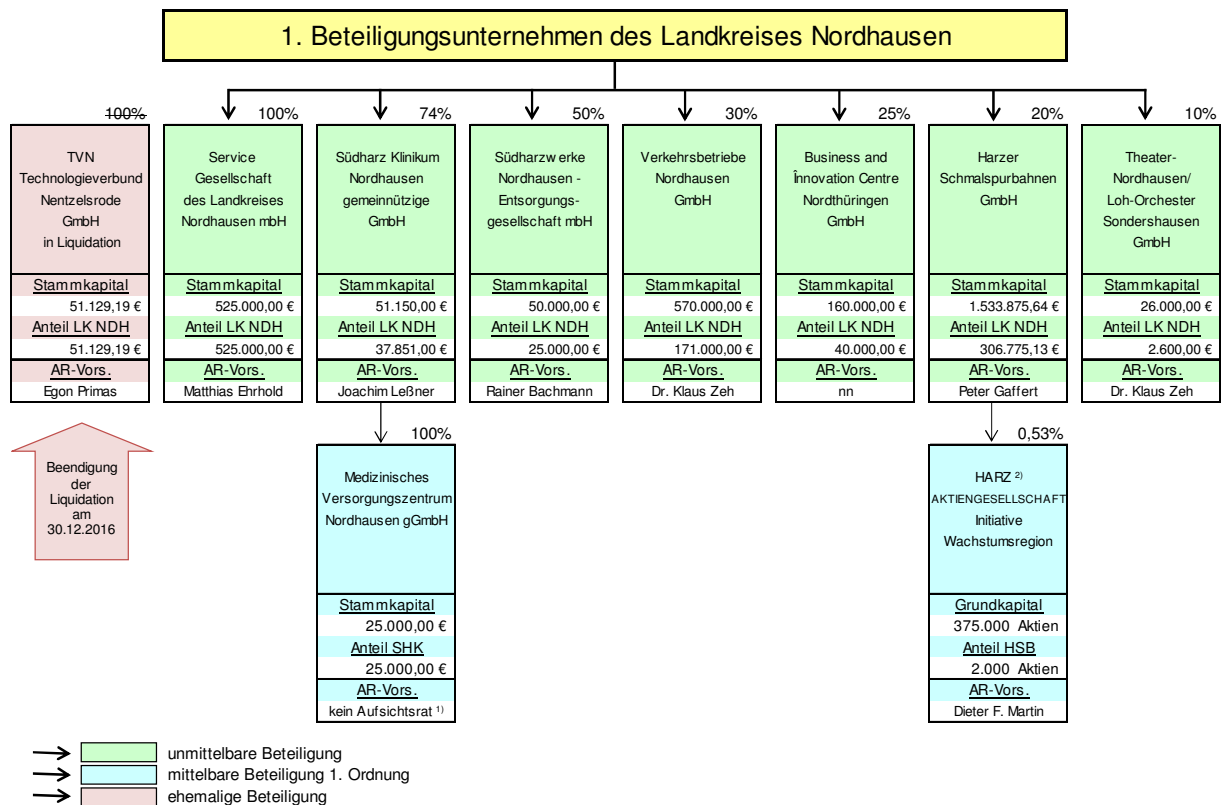 1. Beteiligungsunternehmen des Landkreises Nordhausen
100%
TVN
Technologieverbund
Nentzelsrode
GmbH
in Liquidation
Stammkapital
51.129,19 €
Anteil LK NDH
51.129,19 €
AR-Vors.
Egon Primas
100%
Service
Gesellschaft
des Landkreises
Nordhausen mbH
Stammkapital
525.000,00 €
Anteil LK NDH
525.000,00 €
AR-Vors.
Matthias Ehrhold
74%
Südharz Klinikum
Nordhausen
gemeinnützige
GmbH
Stammkapital
51.150,00 €
Anteil LK NDH
37.851,00 €
AR-Vors.
Joachim Leßner
50%
Südharzwerke
Nordhausen -
Entsorgungs-
gesellschaft mbH
Stammkapital
50.000,00 €
Anteil LK NDH
25.000,00 €
AR-Vors.
Rainer Bachmann
30%
Verkehrsbetriebe
Nordhausen
GmbH
Stammkapital
570.000,00 €
Anteil LK NDH
171.000,00 €
AR-Vors.
Dr. Klaus Zeh
25%
Business and
Înnovation Centre
Nordthüringen
GmbH
Stammkapital
160.000,00 €
Anteil LK NDH
40.000,00 €
AR-Vors.
nn
20%
Harzer
Schmalspurbahnen
GmbH
Stammkapital
1.533.875,64 €
Anteil LK NDH
306.775,13 €
AR-Vors.
Peter Gaffert
10%
Theater-
Nordhausen/
Loh-Orchester
Sondershausen
GmbH
Stammkapital
26.000,00 €
Anteil LK NDH
2.600,00 €
AR-Vors.
Dr. Klaus Zeh
Beendigung
der
Liquidation
am
30.12.2016
100%
Medizinisches
Versorgungszentrum
Nordhausen gGmbH
Stammkapital
25.000,00 €
Anteil SHK
25.000,00 €
AR-Vors.
kein Aufsichtsrat 1)
0,53%
HARZ 2)
AKTIENGESELLSCHAFT
Initiative
Wachstumsregion
Grundkapital
375.000 Aktien
Anteil HSB
2.000 Aktien
AR-Vors.
Dieter F. Martin
unmittelbare Beteiligung
mittelbare Beteiligung 1. Ordnung
ehemalige Beteiligung